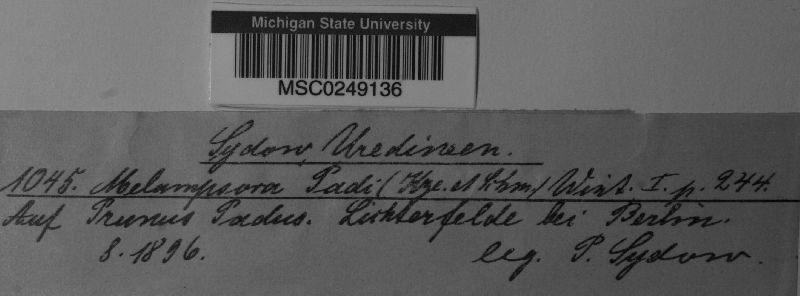 Michigan State University
MSC0249136
Sydow, Uredineen.
1045. Melampsora Padi (Kze. et Schm.) Wint. I. p. 244.
Auf Prunus Padus. Lichterfelde bei Berlin.
8. 1896. leg. P. Sydow.